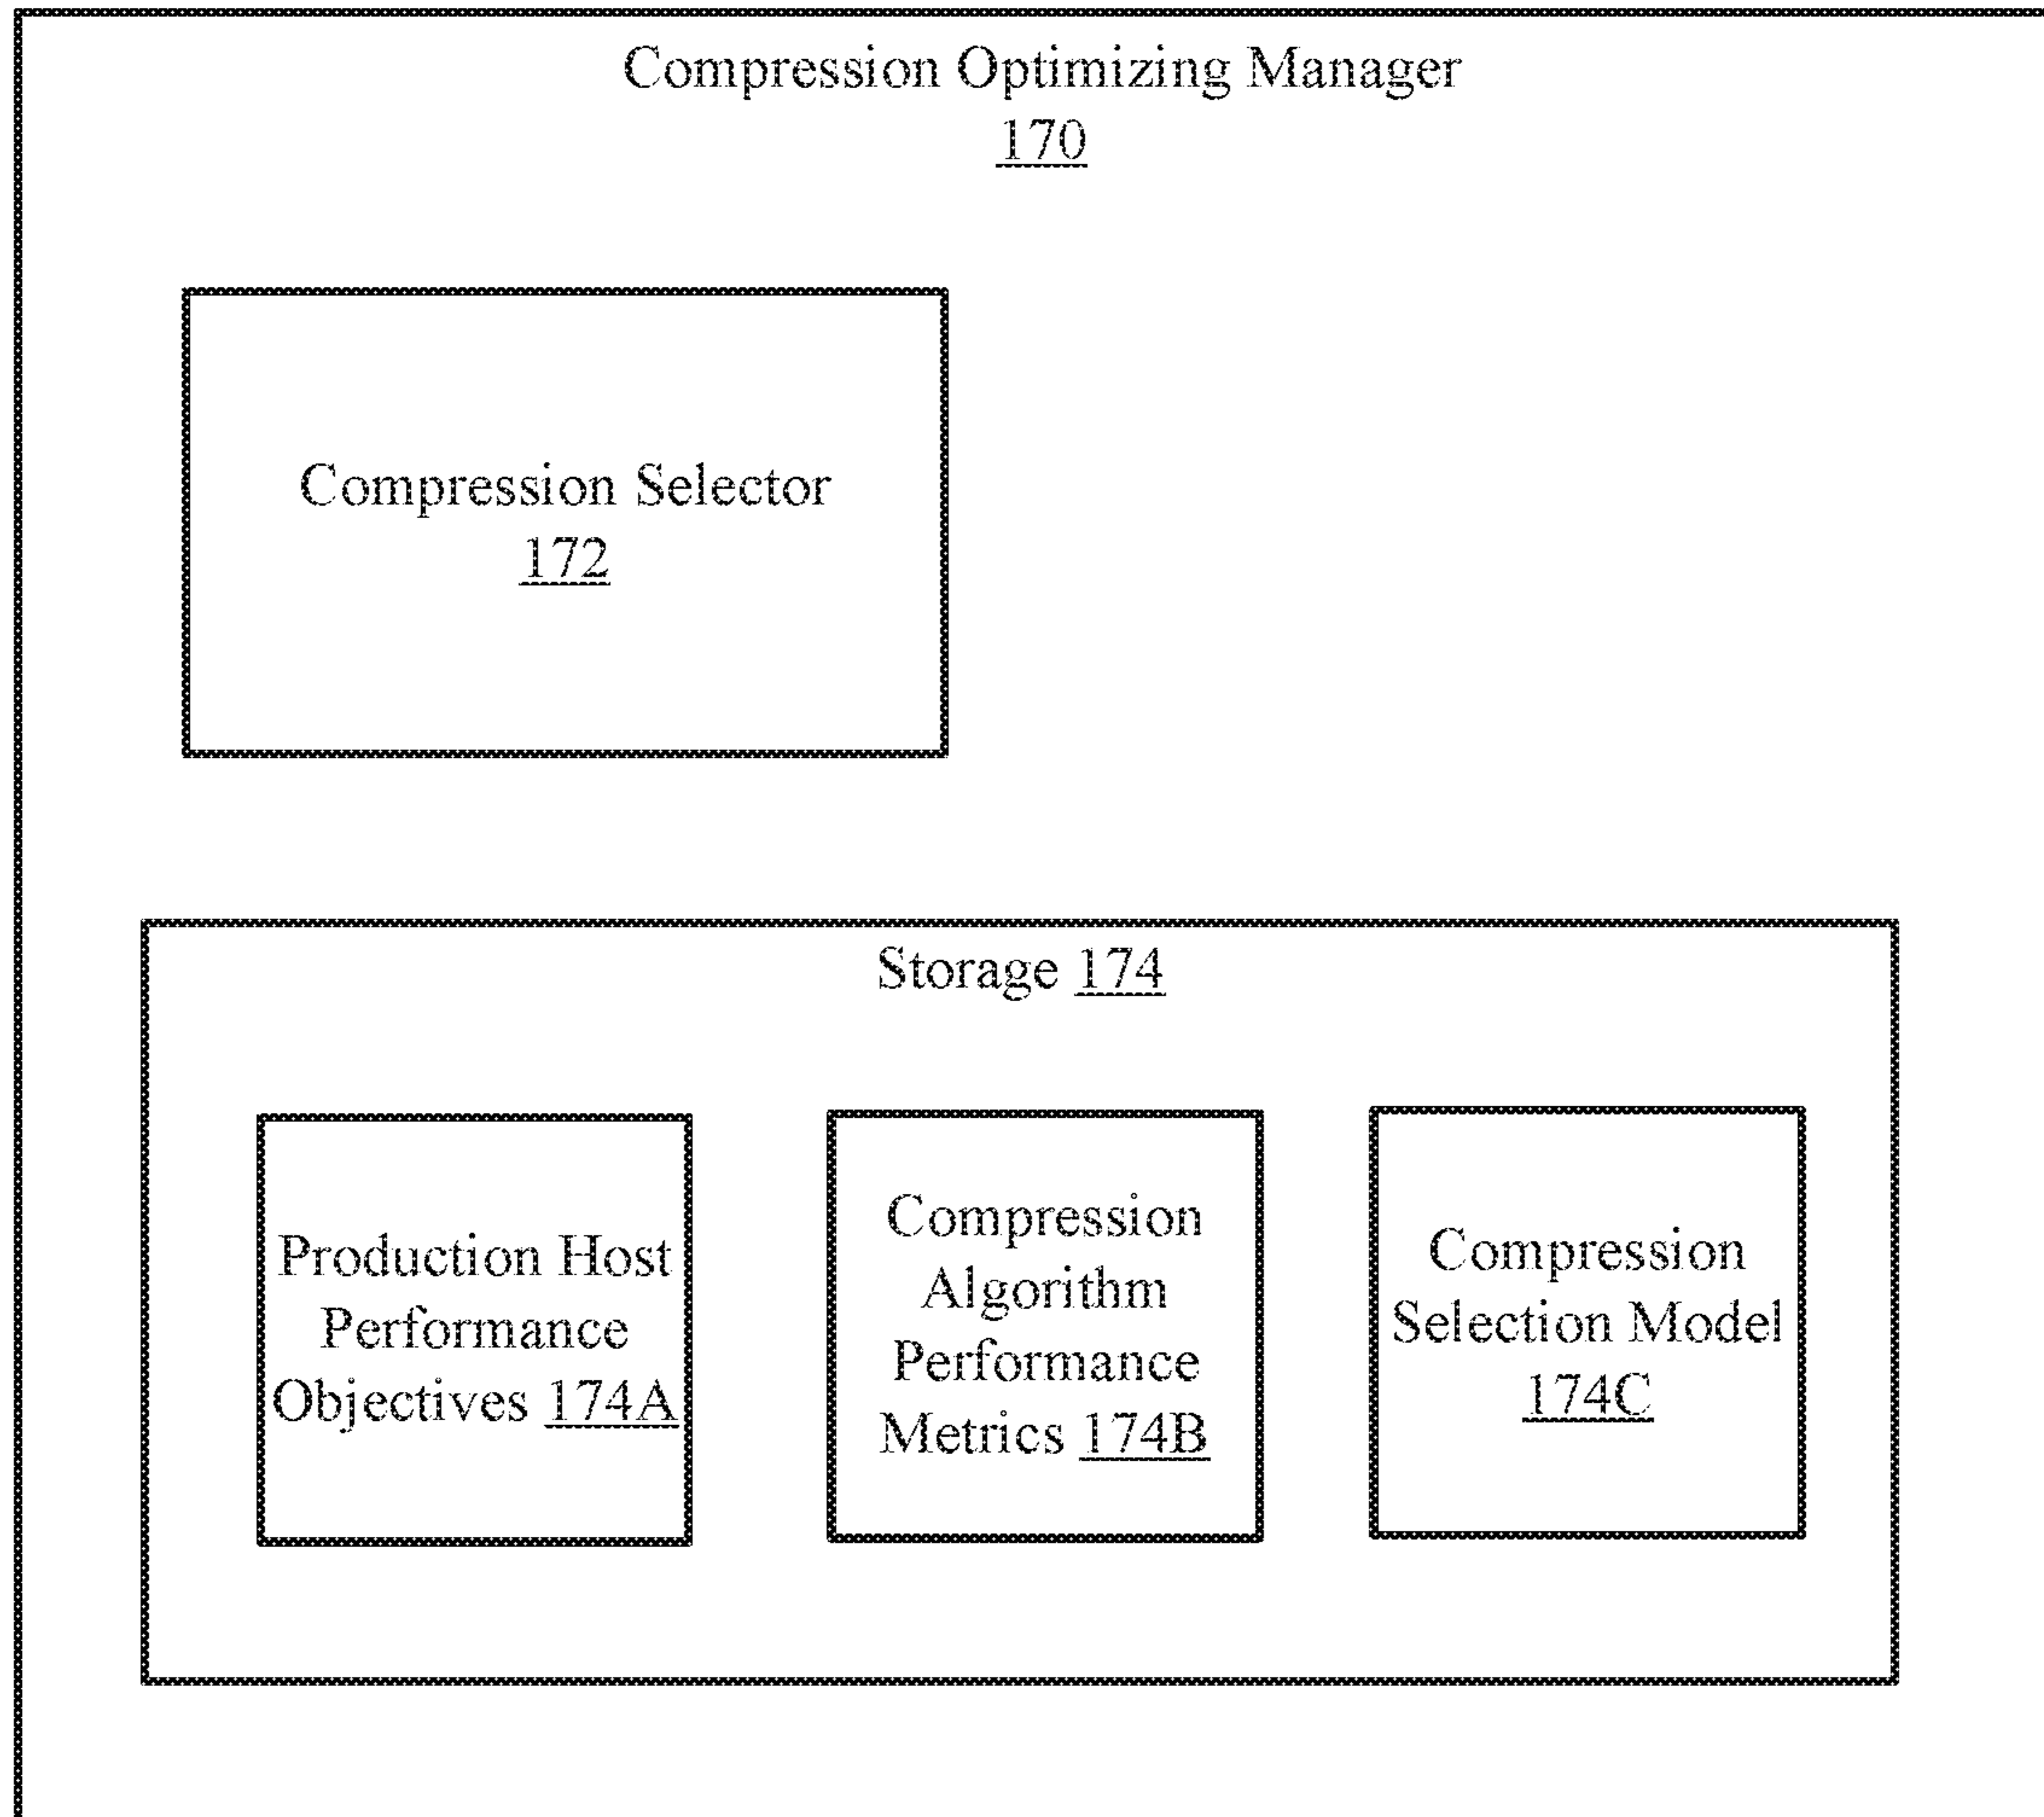 Compression Optimizing Manager
170
Compression Selector
172
Storage 174
Production Host
Performance
Objectives 174A
Compression
Algorithm
Performance
Metrics 174B
Compression
Selection Model
174C